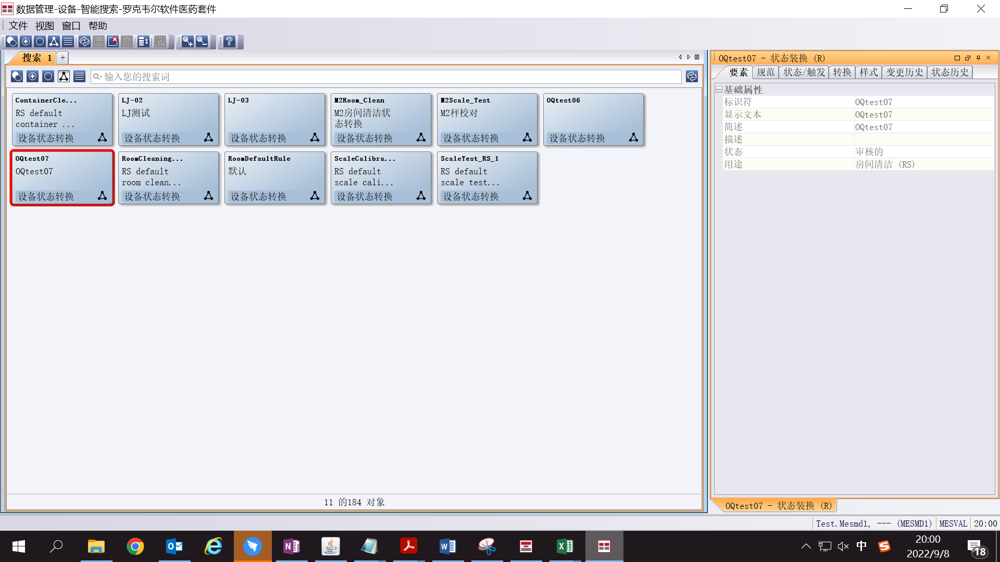 数据管理-设备-智能搜索-罗克韦尔软件医药套件
文件 视图 窗口 帮助
搜索 1 +
输入您的搜索词
ContainerCle...
RS default
container ...
设备状态转换
LJ-02
LJ测试
设备状态转换
LJ-03
设备状态转换
M2Room_Clean
M2房间清洁状
态转换
设备状态转换
M2Scale_Test
M2秤校对
设备状态转换
OQtest06
设备状态转换
OQtest07
OQtest07
设备状态转换
RoomCleaning...
RS default
room clean...
设备状态转换
RoomDefaultRule
默认
设备状态转换
ScaleCalibra...
RS default
scale cali...
设备状态转换
ScaleTest_RS_1
RS default
scale test...
设备状态转换
11 的184 对象
OQtest07 - 状态装换 (R)
要素 规范 状态/触发 转换 样式 变更历史 状态历史
基础属性
标识符 OQtest07
显示文本 OQtest07
简述 OQtest07
描述
状态 审核的
用途 房间清洁 (RS)
OQtest07 - 状态装换 (R)
Test.Mesmd1, --- (MESMD1) MESVAL 20:00
中
20:00
2022/9/8
18